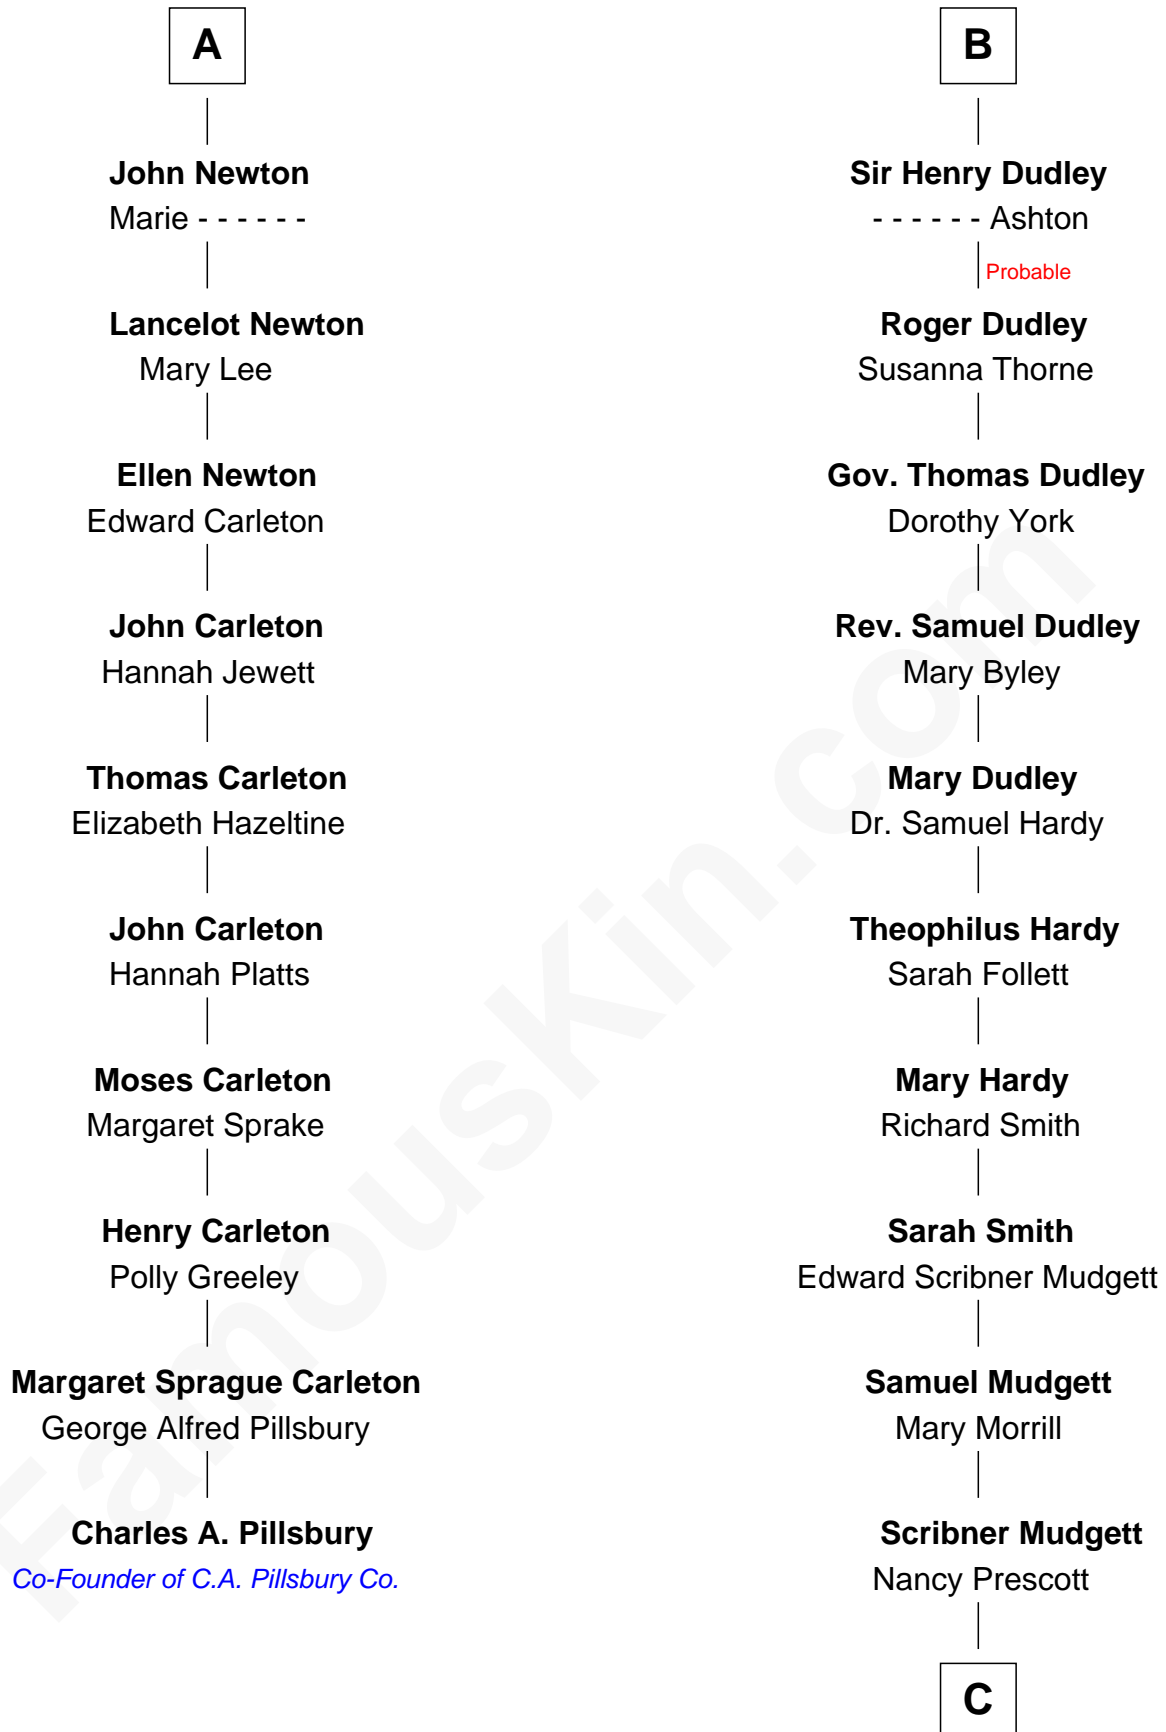 A
John Newton
Marie - - - - - -
Lancelot Newton
Mary Lee
Ellen Newton
Edward Carleton
John Carleton
Hannah Jewett
Thomas Carleton
Elizabeth Hazeltine
John Carleton
Hannah Platts
Moses Carleton
Margaret Sprake
Henry Carleton
Polly Greeley
Margaret Sprague Carleton
George Alfred Pillsbury
Charles A. Pillsbury
Co-Founder of C.A. Pillsbury Co.
B
Sir Henry Dudley
- - - - - - Ashton
Probable
Roger Dudley
Susanna Thorne
Gov. Thomas Dudley
Dorothy York
Rev. Samuel Dudley
Mary Byley
Mary Dudley
Dr. Samuel Hardy
Theophilus Hardy
Sarah Follett
Mary Hardy
Richard Smith
Sarah Smith
Edward Scribner Mudgett
Samuel Mudgett
Mary Morrill
Scribner Mudgett
Nancy Prescott
C
FamousKin.com